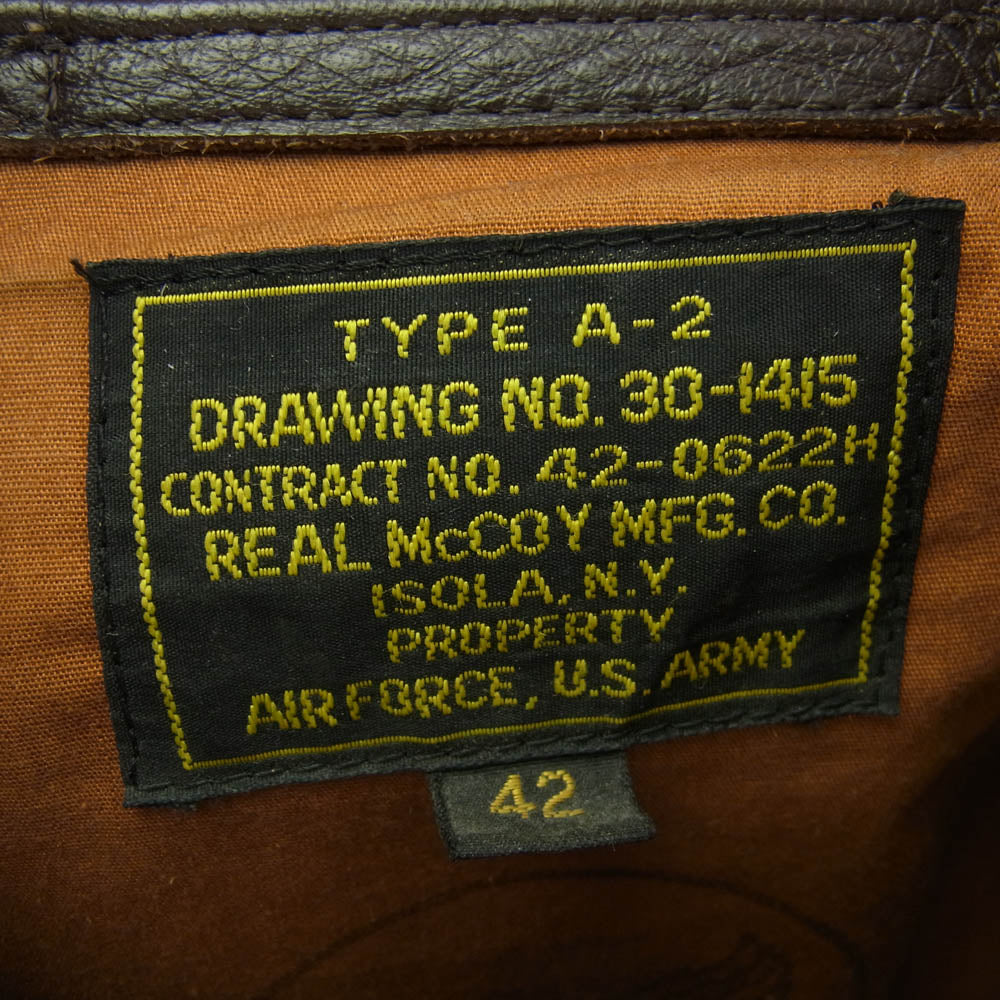 TYPE A-2
DRAWING NO. 30-1415
CONTRACT NO. 42-0622H
REAL McCOY MFG. CO.
ISOLA, N.Y.
PROPERTY
AIR FORCE, U.S. ARMY
42